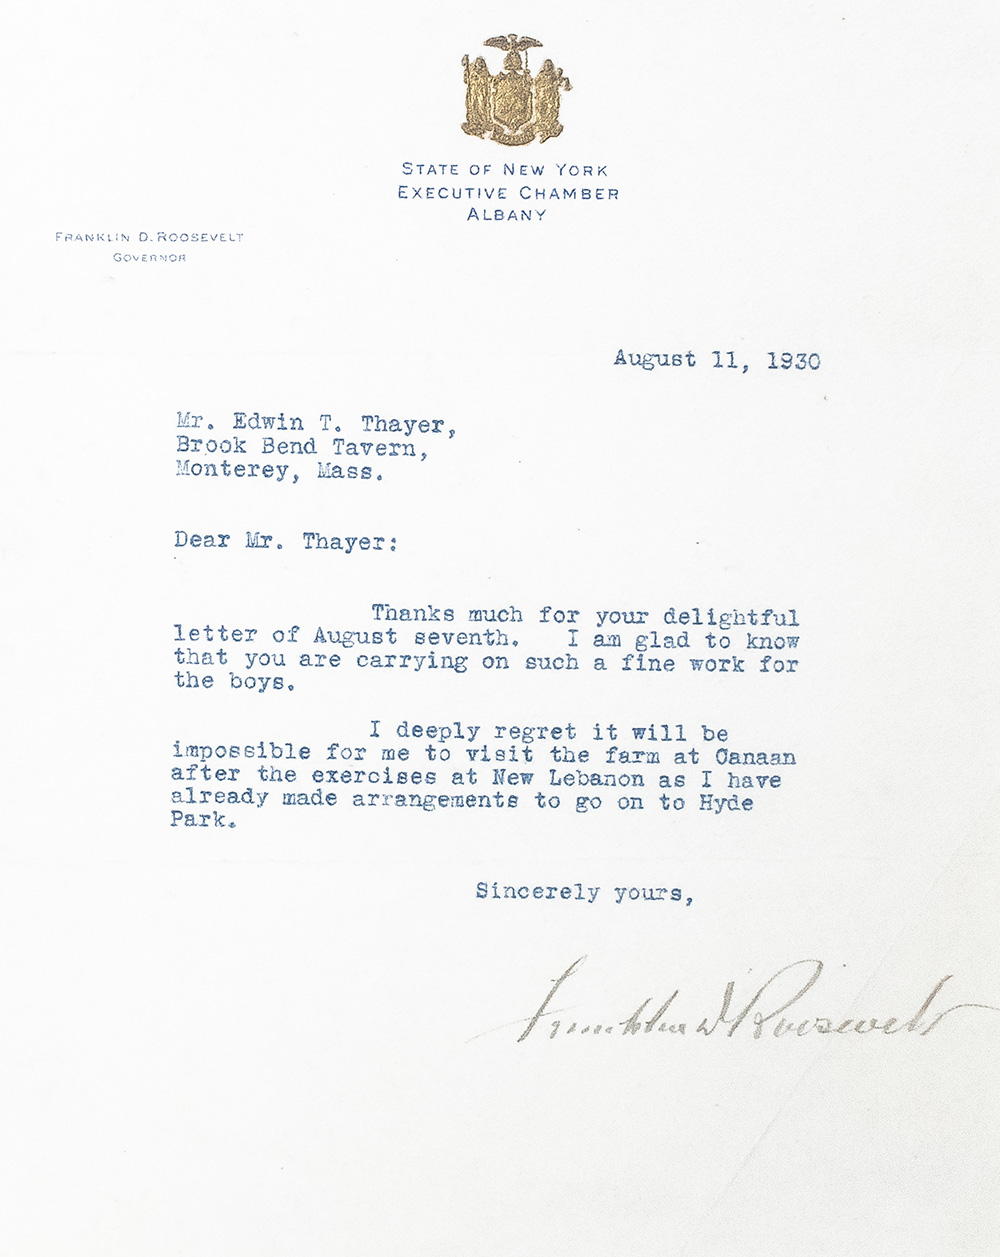 STATE OF NEW YORK
EXECUTIVE CHAMBER
ALBANY
FRANKLIN D. ROOSEVELT
GOVERNOR
August 11, 1930
Mr. Edwin T. Thayer,
Brook Bend Tavern,
Monterey, Mass.
Dear Mr. Thayer:
Thanks much for your delightful
letter of August seventh. I am glad to know
that you are carrying on such a fine work for
the boys.
I deeply regret it will be
impossible for me to visit the farm at Canaan
after the exercises at New Lebanon as I have
already made arrangements to go on to Hyde
Park.
Sincerely yours,
Franklin D Roosevelt